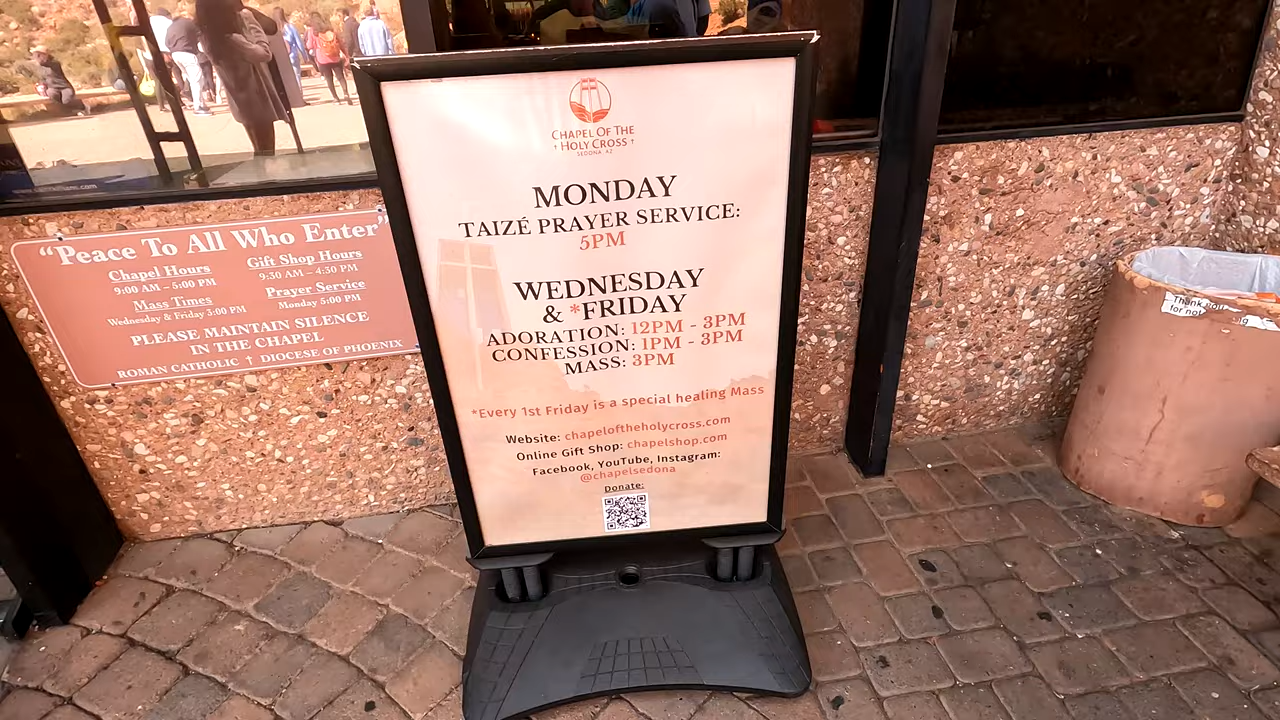 CHAPEL OF THE
HOLY CROSS
SEDONA AZ
MONDAY
TAIZÉ PRAYER SERVICE:
5PM
WEDNESDAY
& *FRIDAY
ADORATION: 12PM - 3PM
CONFESSION: 1PM - 3PM
MASS: 3PM
*Every 1st Friday is a special healing Mass
Website: chapeloftheholycross.com
Online Gift Shop: chapelshop.com
Facebook, YouTube, Instagram:
@chapelsedona
Donate:
"Peace To All Who Enter"
Chapel Hours
9:00 AM – 5:00 PM
Mass Times
Wednesday & Friday 3:00 PM
Gift Shop Hours
9:30 AM – 4:30 PM
Prayer Service
Monday 5:00 PM
PLEASE MAINTAIN SILENCE
IN THE CHAPEL
ROMAN CATHOLIC † DIOCESE OF PHOENIX
Thank you
for not